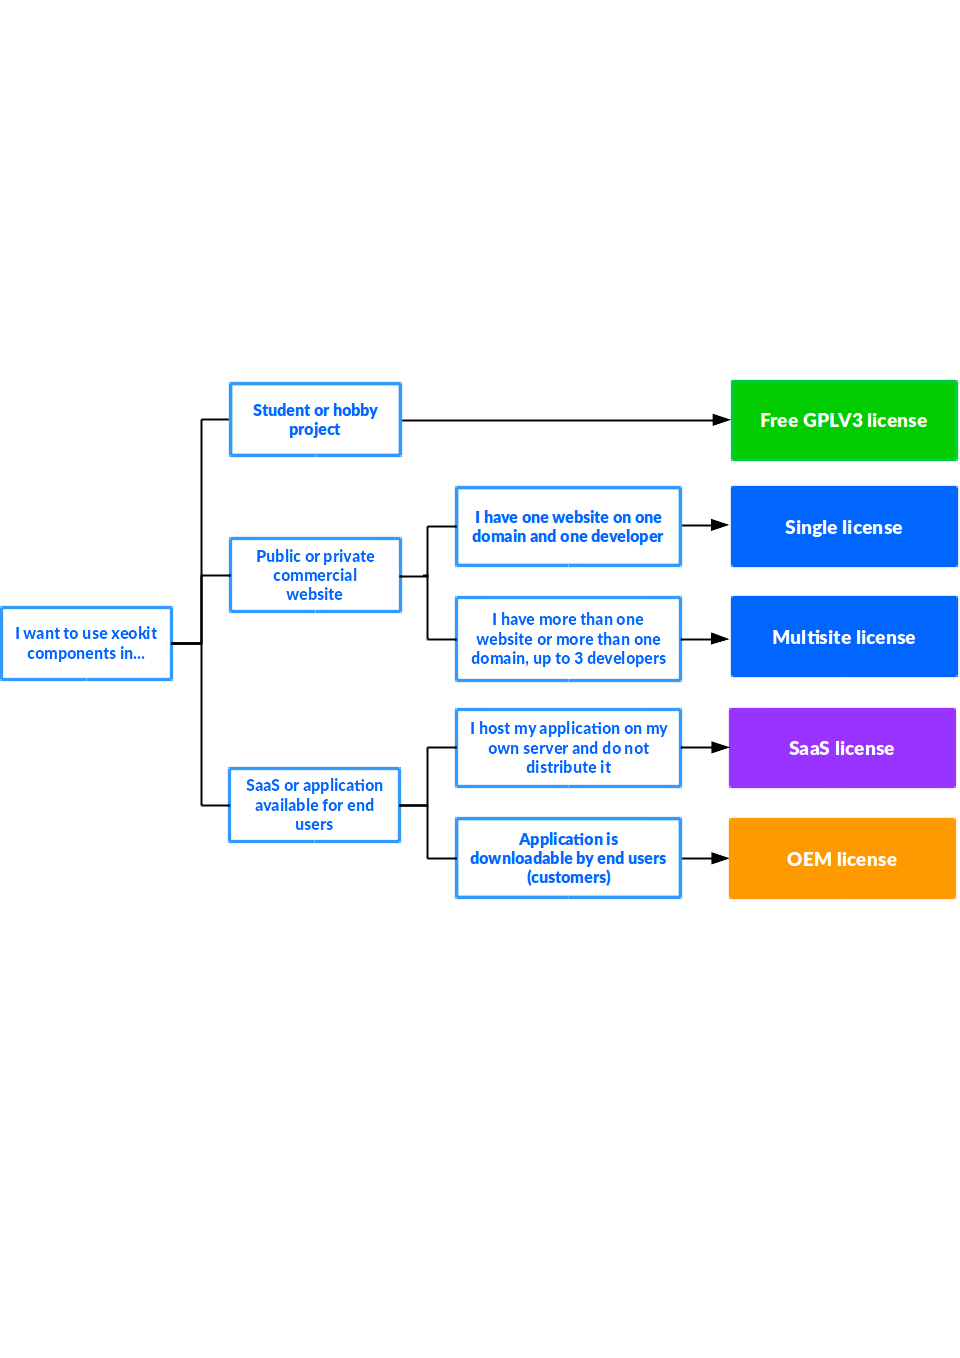 Student or hobby
project
Free GPLV3 license
I have one website on one
domain and one developer
Single license
Public or private
commercial
website
I have more than one
website or more than one
domain, up to 3 developers
Multisite license
I want to use xeokit
components in...
I host my application on my
own server and do not
distribute it
SaaS license
SaaS or application
available for end
users
Application is
downloadable by end users
(customers)
OEM license